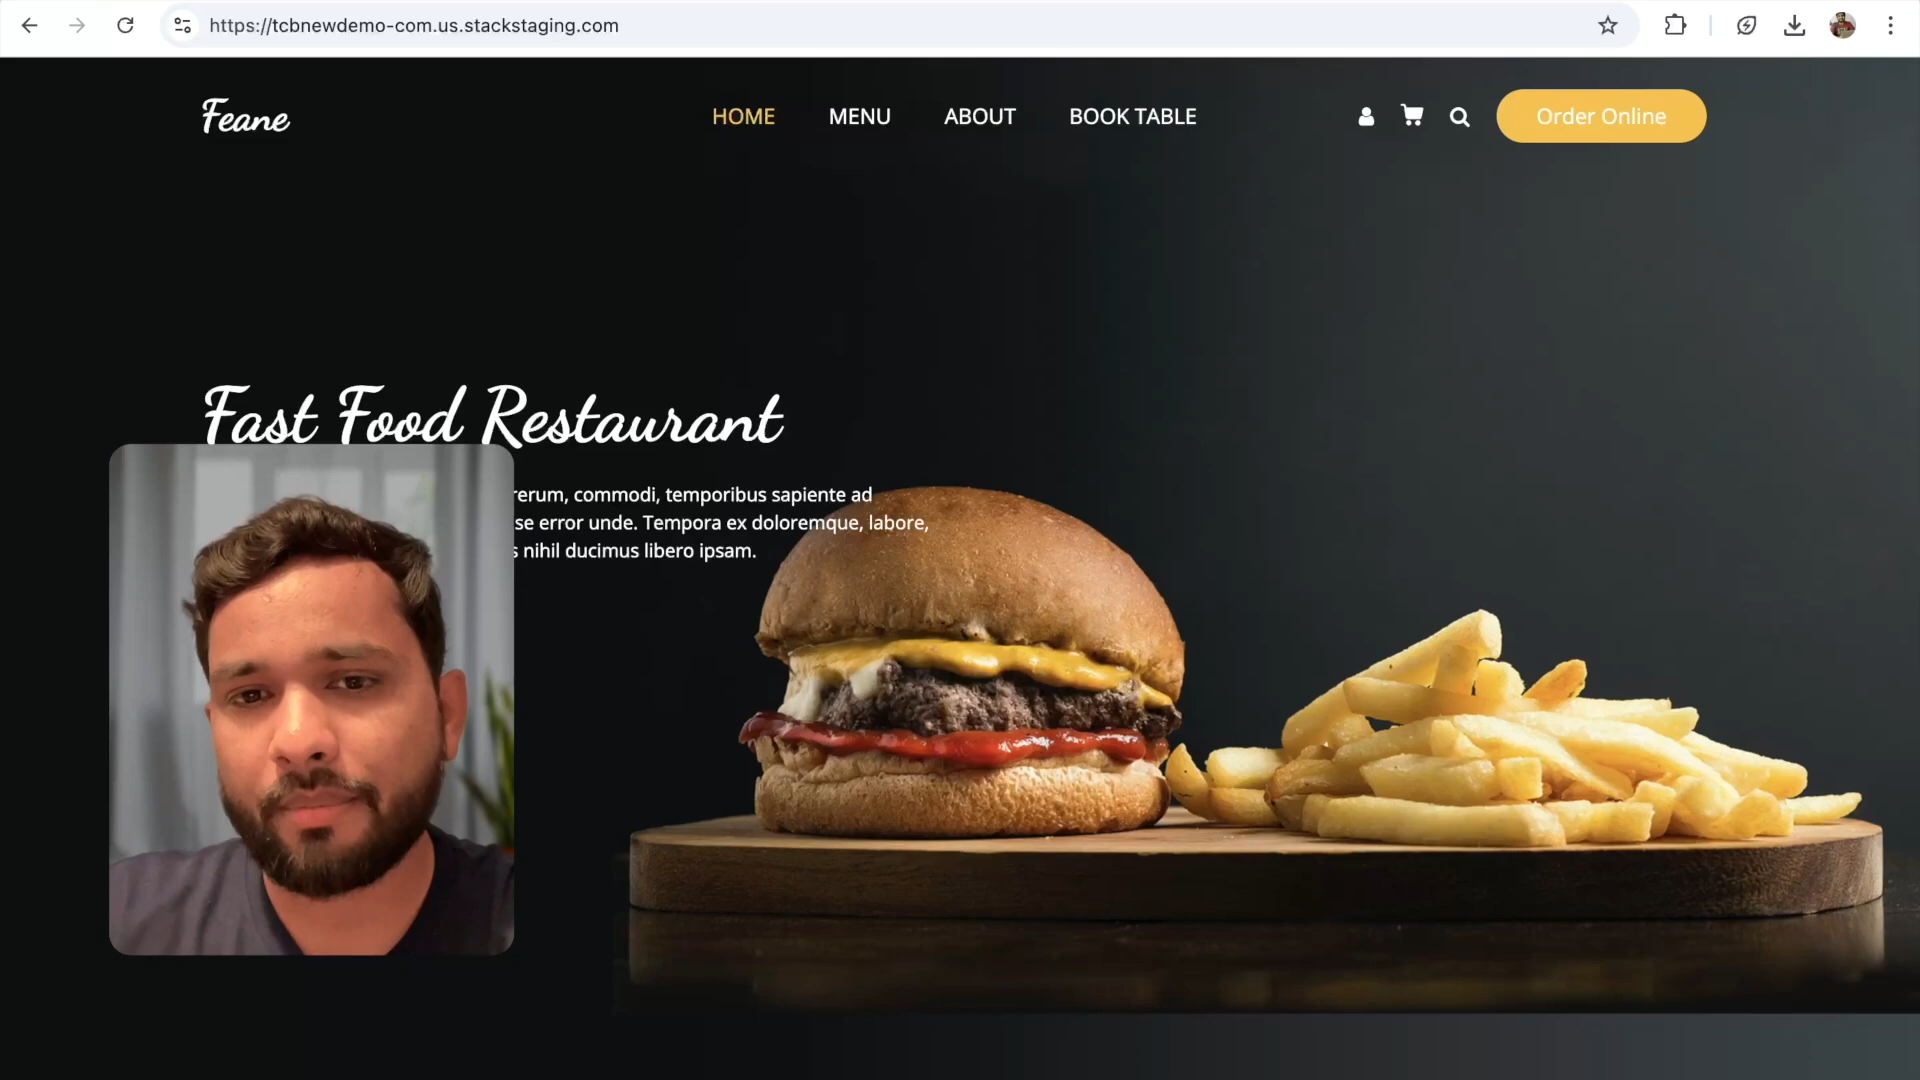 https://tcbnewdemo-com.us.stackstaging.com
Feane
HOME MENU ABOUT BOOK TABLE Order Online
Fast Food Restaurant
rerum, commodi, temporibus sapiente ad
se error unde. Tempora ex doloremque, labore,
nihil ducimus libero ipsam.